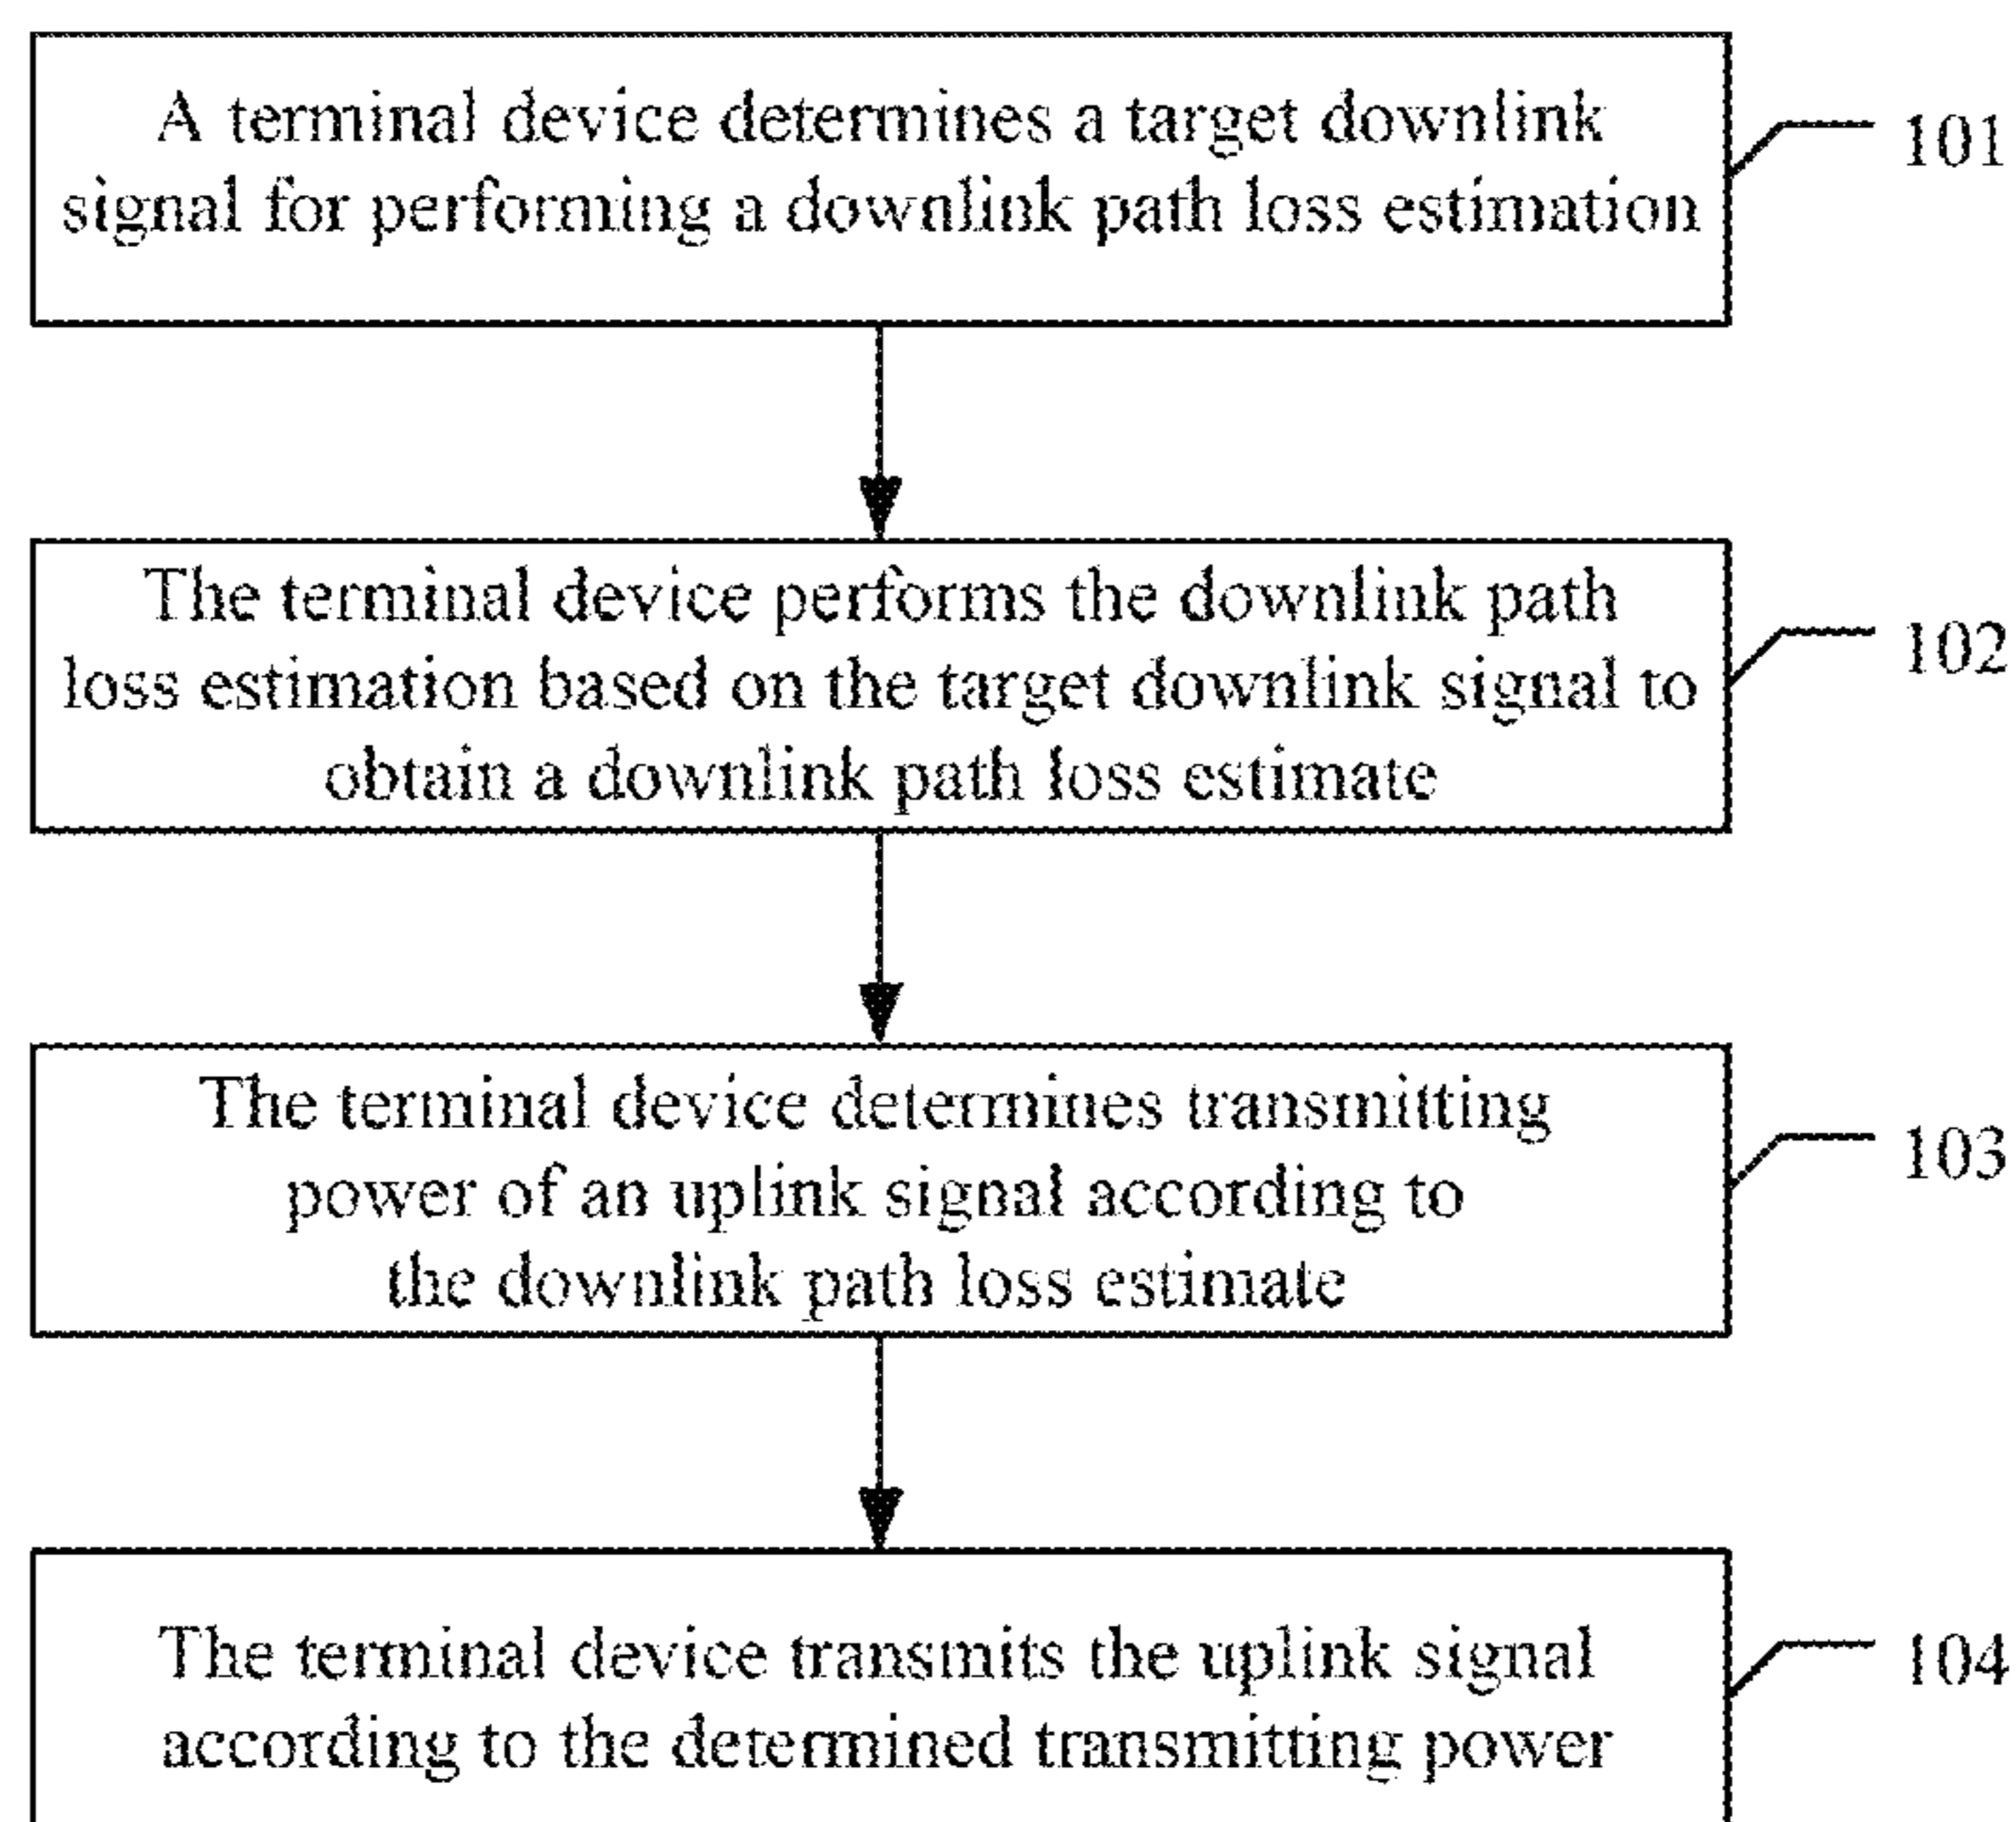 A terminal device determines a target downlink
signal for performing a downlink path loss estimation
101
The terminal device performs the downlink path
loss estimation based on the target downlink signal to
obtain a downlink path loss estimate
102
The terminal device determines transmitting
power of an uplink signal according to
the downlink path loss estimate
103
The terminal device transmits the uplink signal
according to the determined transmitting power
104